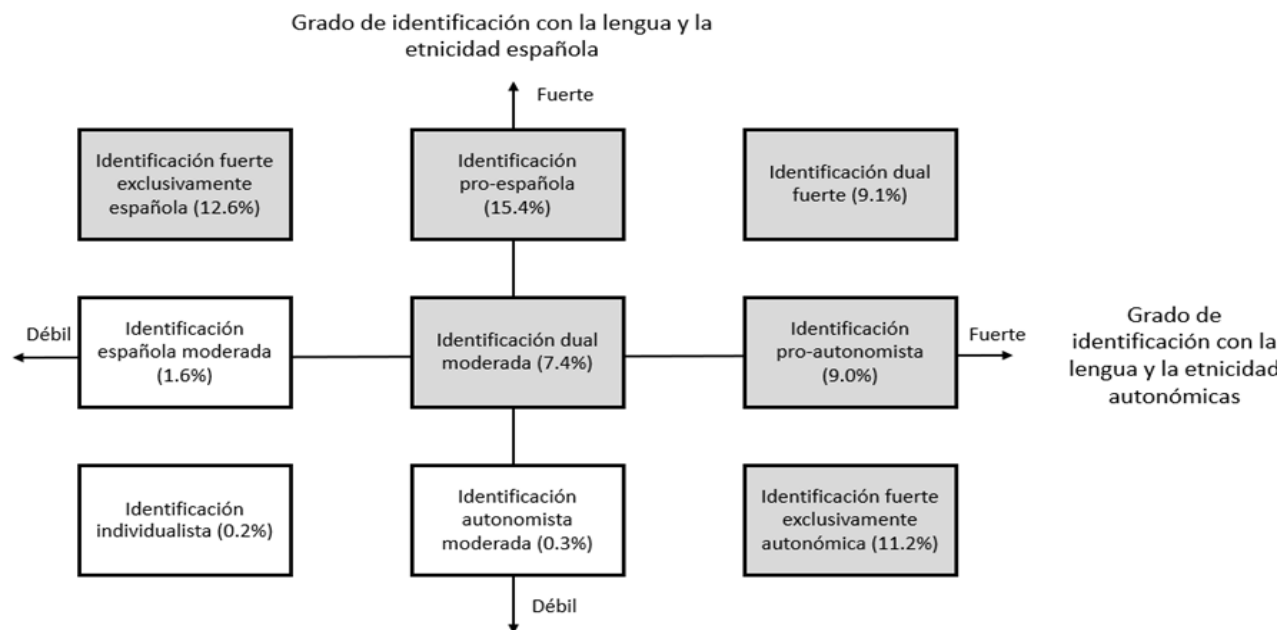 Grado de identificación con la lengua y la
etnicidad española
Fuerte
Identificación fuerte
exclusivamente
española (12.6%)
Identificación
pro-española
(15.4%)
Identificación dual
fuerte (9.1%)
Débil
Identificación
española moderada
(1.6%)
Identificación dual
moderada (7.4%)
Identificación
pro-autonomista
(9.0%)
Fuerte
Grado de
identificación con la
lengua y la etnicidad
autonómicas
Identificación
individualista (0.2%)
Identificación
autonomista
moderada (0.3%)
Identificación fuerte
exclusivamente
autonómica (11.2%)
Débil